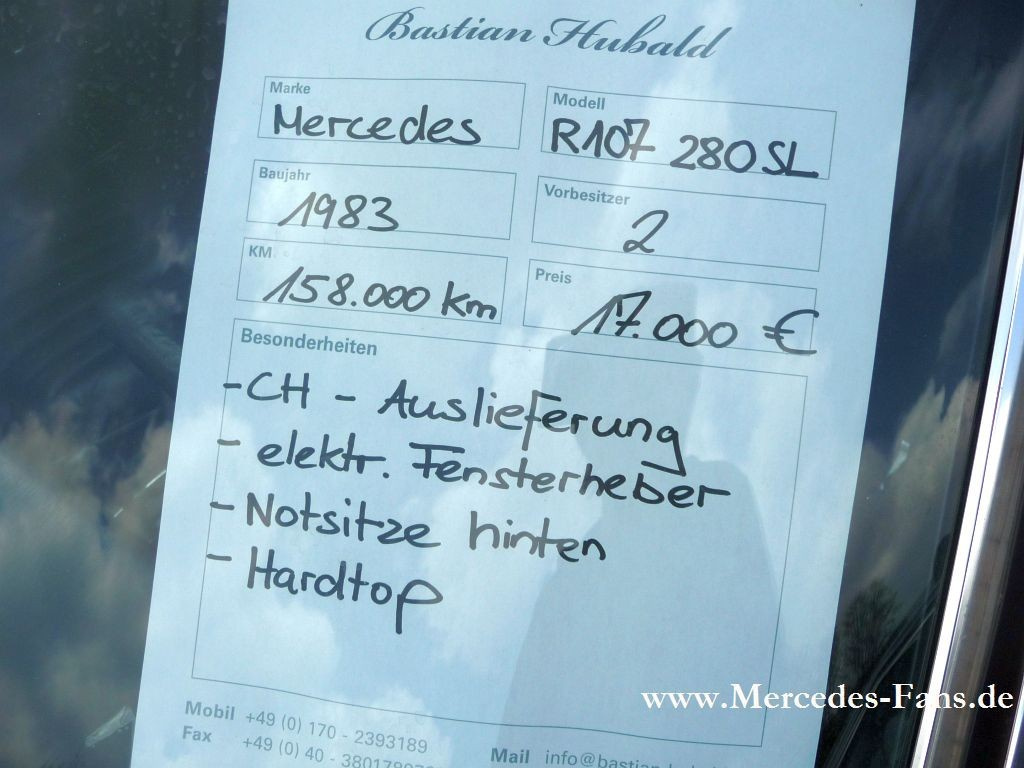 Bastian Hubald
Marke Modell
Mercedes R107 280SL
Baujahr Vorbesitzer
1983 2
KM Preis
158.000 km 17.000 €
Besonderheiten
- CH - Auslieferung
- elektr. Fensterheber
- Notsitze hinten
- Hardtop
www.Mercedes-Fans.de
Mobil +49 (0) 170 - 2393189
Fax +49 (0) 40 - Mail